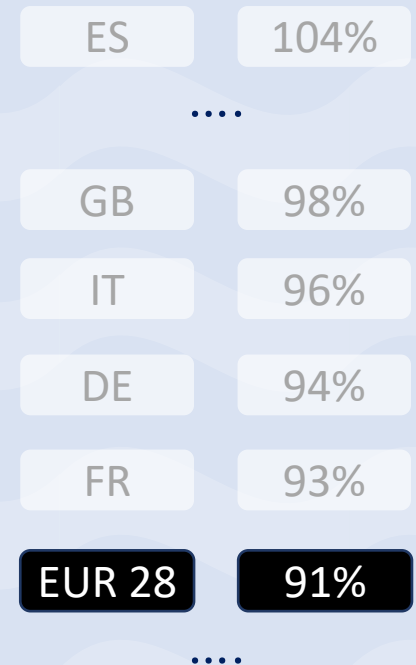 ES 104%
....
GB 98%
IT 96%
DE 94%
FR 93%
EUR 28 91%
....